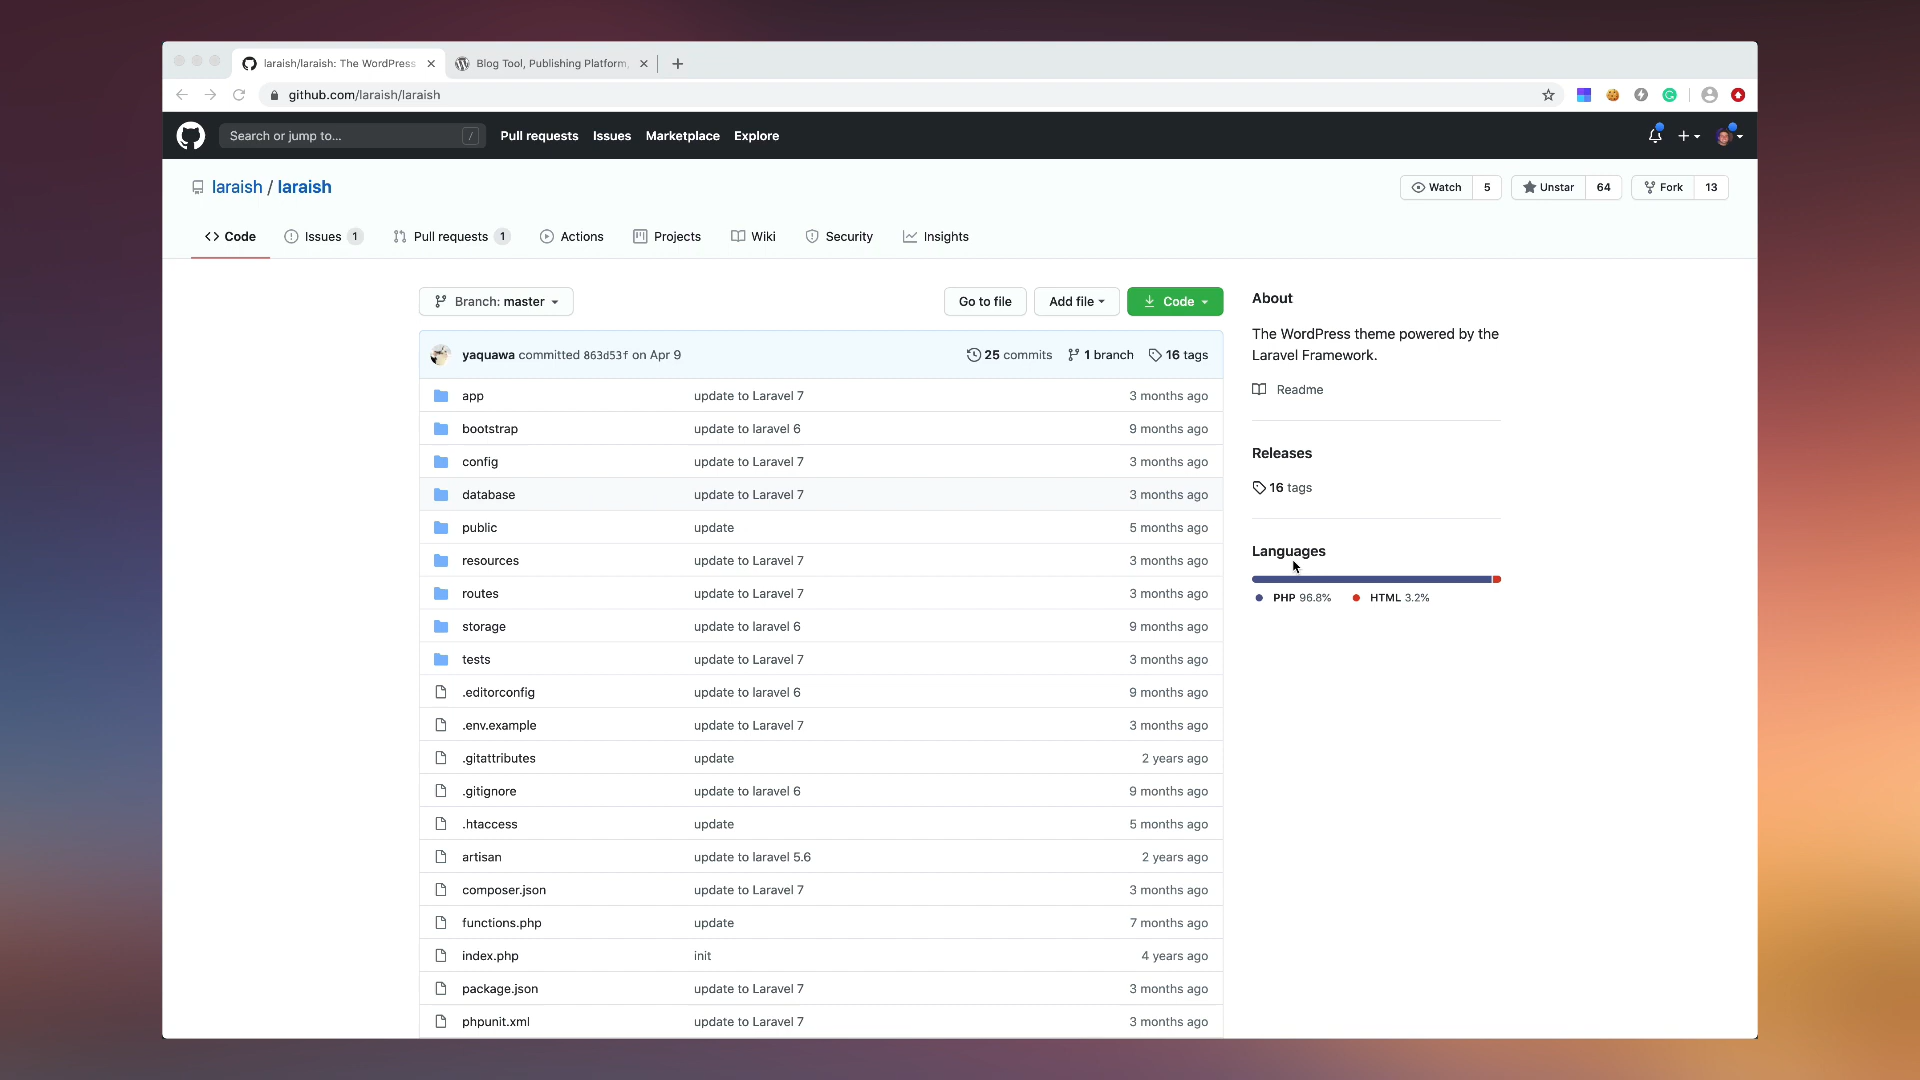 laraish/laraish: The WordPress
Blog Tool, Publishing Platform,
github.com/laraish/laraish
Search or jump to... /
Pull requests Issues Marketplace Explore
laraish / laraish
Watch 5 Unstar 64 Fork 13
Code Issues 1 Pull requests 1 Actions Projects Wiki Security Insights
Branch: master Go to file Add file Code
yaquawa committed 863d53f on Apr 9 25 commits 1 branch 16 tags
app update to Laravel 7 3 months ago
bootstrap update to laravel 6 9 months ago
config update to Laravel 7 3 months ago
database update to Laravel 7 3 months ago
public update 5 months ago
resources update to Laravel 7 3 months ago
routes update to Laravel 7 3 months ago
storage update to laravel 6 9 months ago
tests update to Laravel 7 3 months ago
.editorconfig update to laravel 6 9 months ago
.env.example update to Laravel 7 3 months ago
.gitattributes update 2 years ago
.gitignore update to laravel 6 9 months ago
.htaccess update 5 months ago
artisan update to laravel 5.6 2 years ago
composer.json update to Laravel 7 3 months ago
functions.php update 7 months ago
index.php init 4 years ago
package.json update to Laravel 7 3 months ago
phpunit.xml update to Laravel 7 3 months ago
About
The WordPress theme powered by the
Laravel Framework.
Readme
Releases
16 tags
Languages
PHP 96.8% HTML 3.2%